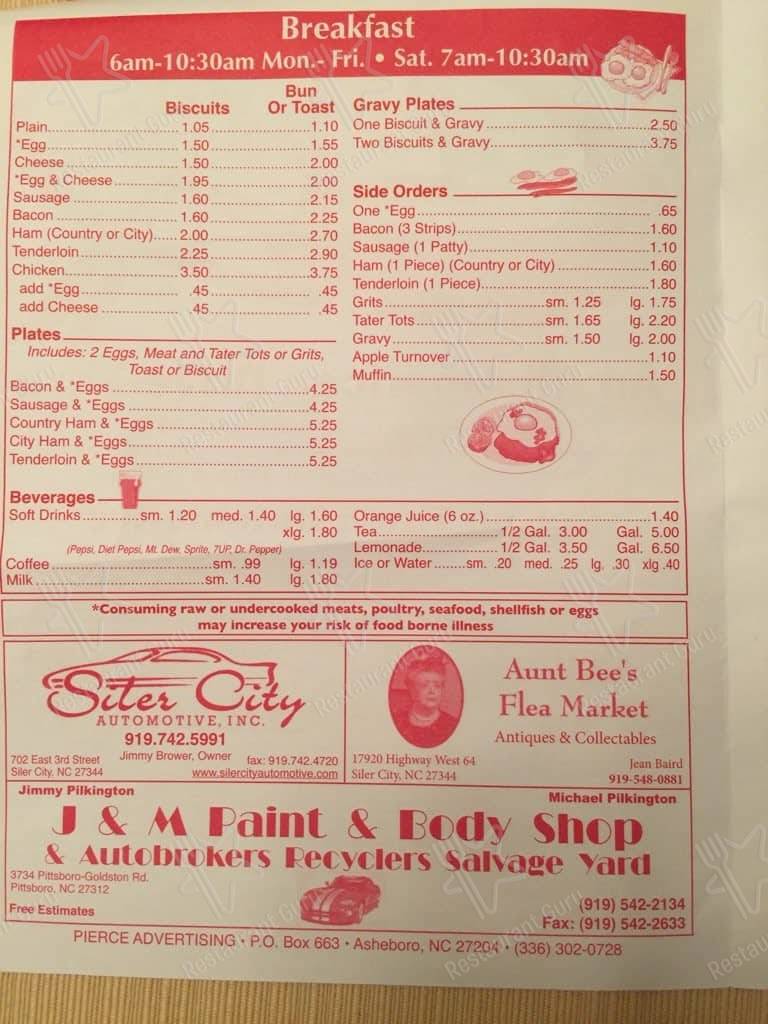 Breakfast
6am-10:30am Mon.- Fri. • Sat. 7am-10:30am
Biscuits Bun Or Toast
Plain 1.05 1.10
*Egg 1.50 1.55
Cheese 1.50 2.00
*Egg & Cheese 1.95 2.00
Sausage 1.60 2.15
Bacon 1.60 2.25
Ham (Country or City) 2.00 2.70
Tenderloin 2.25 2.90
Chicken 3.50 3.75
add *Egg .45 .45
add Cheese .45 .45
Plates
Includes: 2 Eggs, Meat and Tater Tots or Grits,
Toast or Biscuit
Bacon & *Eggs 4.25
Sausage & *Eggs 4.25
Country Ham & *Eggs 5.25
City Ham & *Eggs 5.25
Tenderloin & *Eggs 5.25
Gravy Plates
One Biscuit & Gravy 2.50
Two Biscuits & Gravy 3.75
Side Orders
One *Egg .65
Bacon (3 Strips) 1.60
Sausage (1 Patty) 1.10
Ham (1 Piece) (Country or City) 1.60
Tenderloin (1 Piece) 1.80
Grits sm. 1.25 lg. 1.75
Tater Tots sm. 1.65 lg. 2.20
Gravy sm. 1.50 lg. 2.00
Apple Turnover 1.10
Muffin 1.50
Beverages
Soft Drinks sm. 1.20 med. 1.40 lg. 1.60
xlg. 1.80
(Pepsi, Diet Pepsi, Mt. Dew, Sprite, 7UP, Dr. Pepper)
Coffee sm. .99 lg. 1.19
Milk sm. 1.40 lg. 1.80
Orange Juice (6 oz.) 1.40
Tea 1/2 Gal. 3.00 Gal. 5.00
Lemonade 1/2 Gal. 3.50 Gal. 6.50
Ice or Water sm. .20 med. .25 lg. .30 xlg .40
*Consuming raw or undercooked meats, poultry, seafood, shellfish or eggs
may increase your risk of food borne illness
Siler City
AUTOMOTIVE, INC.
919.742.5991
Jimmy Brower, Owner
702 East 3rd Street fax: 919.742.4720
Siler City, NC 27344 www.silercityautomotive.com
Aunt Bee's
Flea Market
Antiques & Collectables
17920 Highway West 64
Siler City, NC 27344
Jean Baird
919-548-0881
Jimmy Pilkington
Michael Pilkington
J & M Paint & Body Shop
& Autobrokers Recyclers Salvage Yard
3734 Pittsboro-Goldston Rd.
Pittsboro, NC 27312
Free Estimates
(919) 542-2134
Fax: (919) 542-2633
PIERCE ADVERTISING • P.O. Box 663 • Asheboro, NC 27204 • (336) 302-0728
Restaurant Guru